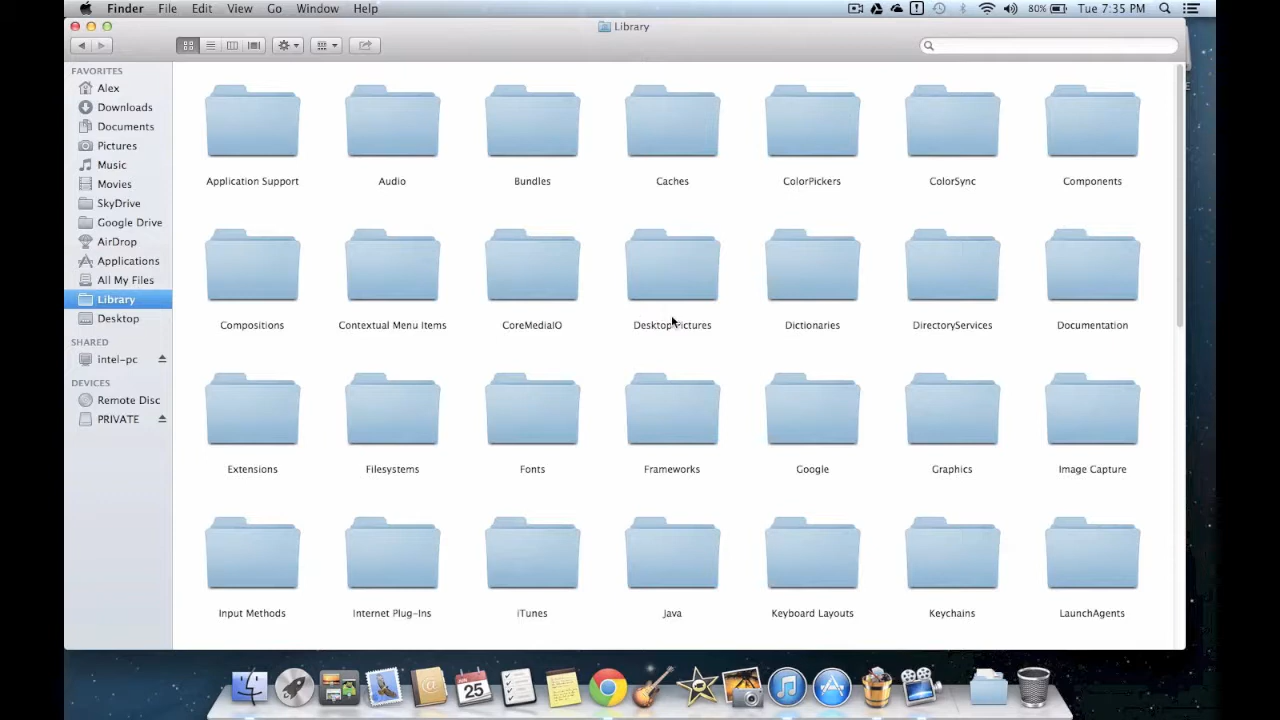 Finder File Edit View Go Window Help 80% Tue 7:35 PM
Library
FAVORITES
Alex
Downloads
Documents
Pictures
Music
Movies
SkyDrive
Google Drive
AirDrop
Applications
All My Files
Library
Desktop
SHARED
intel-pc
DEVICES
Remote Disc
PRIVATE
Application Support Audio Bundles Caches ColorPickers ColorSync Components
Compositions Contextual Menu Items CoreMediaIO Desktop Pictures Dictionaries DirectoryServices Documentation
Extensions Filesystems Fonts Frameworks Google Graphics Image Capture
Input Methods Internet Plug-Ins iTunes Java Keyboard Layouts Keychains LaunchAgents
25